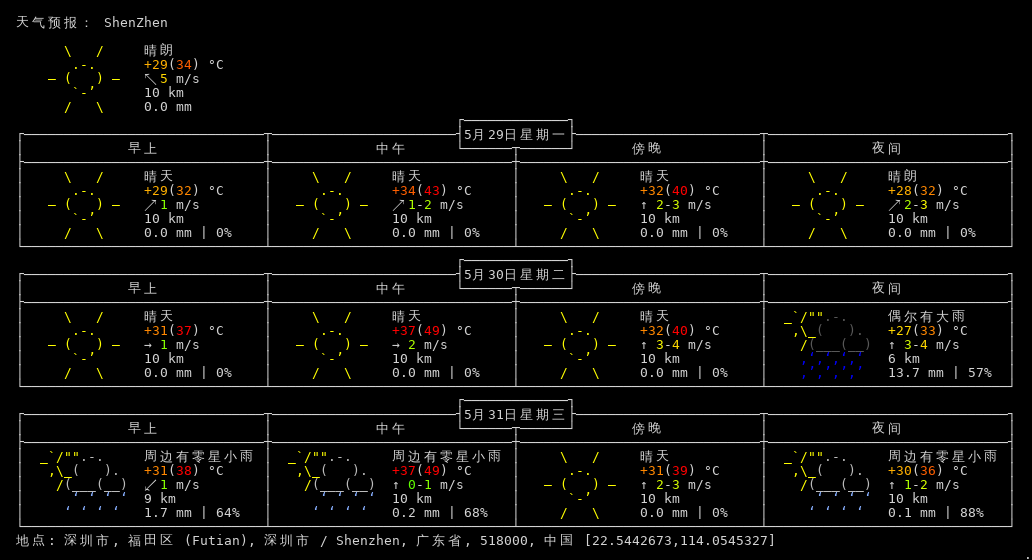 天气预报： ShenZhen
晴朗
+29(34) °C
↖5 m/s
10 km
0.0 mm
5月29日星期一
早上 中午 傍晚 夜间
晴天 晴天 晴天 晴朗
+29(32) °C +34(43) °C +32(40) °C +28(32) °C
↗1 m/s ↗1-2 m/s ↑ 2-3 m/s ↗2-3 m/s
10 km 10 km 10 km 10 km
0.0 mm | 0% 0.0 mm | 0% 0.0 mm | 0% 0.0 mm | 0%
5月30日星期二
早上 中午 傍晚 夜间
晴天 晴天 晴天 偶尔有大雨
+31(37) °C +37(49) °C +32(40) °C +27(33) °C
→ 1 m/s → 2 m/s ↑ 3-4 m/s ↑ 3-4 m/s
10 km 10 km 10 km 6 km
0.0 mm | 0% 0.0 mm | 0% 0.0 mm | 0% 13.7 mm | 57%
5月31日星期三
早上 中午 傍晚 夜间
周边有零星小雨 周边有零星小雨 晴天 周边有零星小雨
+31(38) °C +37(49) °C +31(39) °C +30(36) °C
↙1 m/s ↑ 0-1 m/s ↑ 2-3 m/s ↑ 1-2 m/s
9 km 10 km 10 km 10 km
1.7 mm | 64% 0.2 mm | 68% 0.0 mm | 0% 0.1 mm | 88%
地点: 深圳市, 福田区 (Futian), 深圳市 / Shenzhen, 广东省, 518000, 中国 [22.5442673,114.0545327]